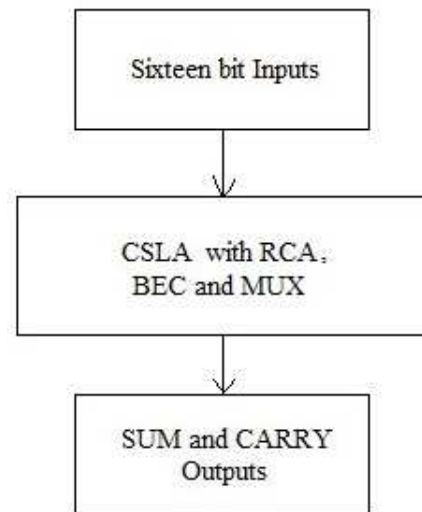 Sixteen bit Inputs
CSLA with RCA,
BEC and MUX
SUM and CARRY
Outputs